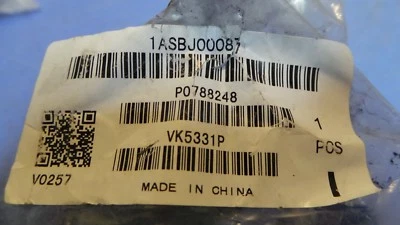 1ASBJ00087
P0788248
VK5331P
1
PCS
V0257
MADE IN CHINA